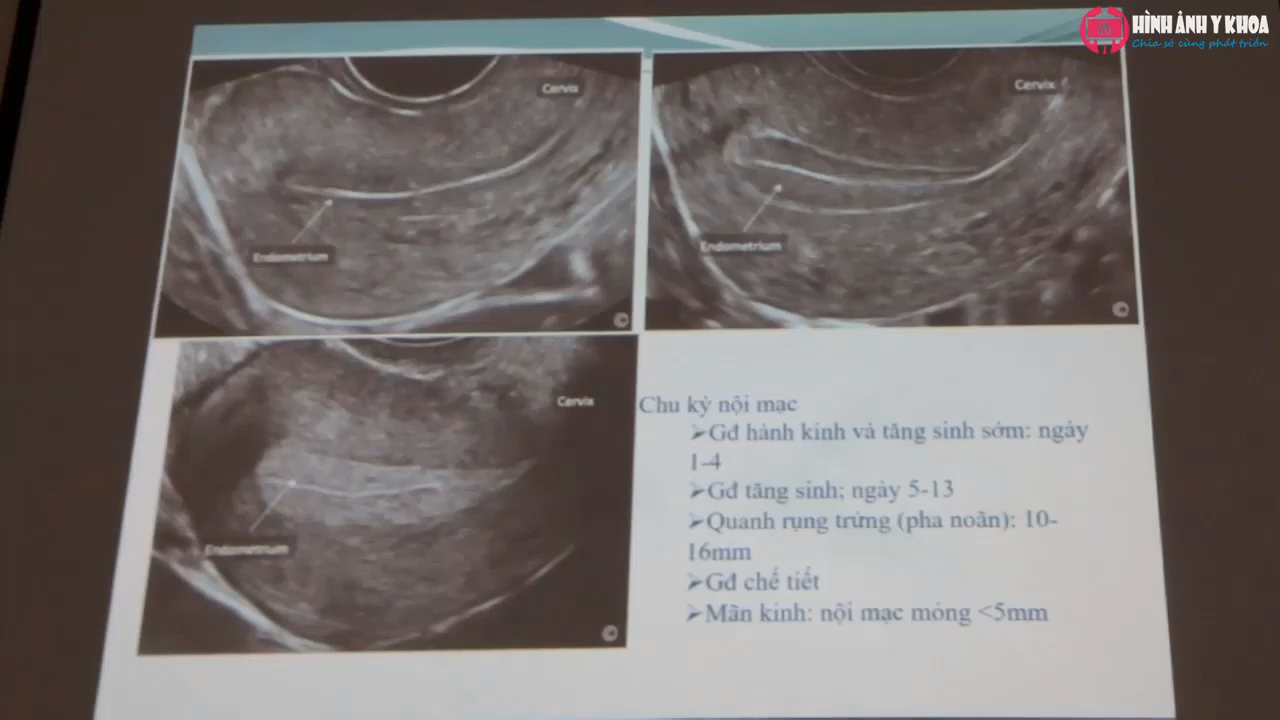 HÌNH ẢNH Y KHOA
Chia sẻ cùng phát triển
Cervix
Endometrium
©
Cervix
Endometrium
©
Cervix
Endometrium
©
Chu kỳ nội mạc
➢Gđ hành kinh và tăng sinh sớm: ngày
1-4
➢Gđ tăng sinh; ngày 5-13
➢Quanh rụng trứng (pha noãn): 10-
16mm
➢Gđ chế tiết
➢Mãn kinh: nội mạc mỏng <5mm